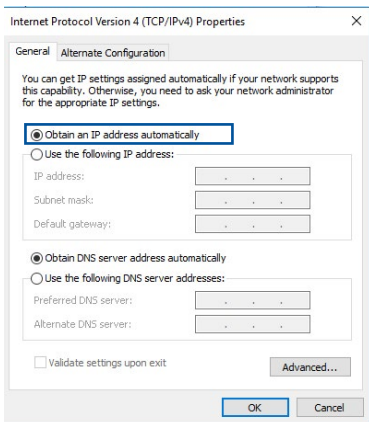 Internet Protocol Version 4 (TCP/IPv4) Properties
General
Alternate Configuration
You can get IP settings assigned automatically if your network supports
this capability. Otherwise, you need to ask your network administrator
for the appropriate IP settings.
Obtain an IP address automatically
Use the following IP address:
IP address:
Subnet mask:
Default gateway:
Obtain DNS server address automatically
Use the following DNS server addresses:
Preferred DNS server:
Alternate DNS server:
Validate settings upon exit
Advanced...
OK
Cancel